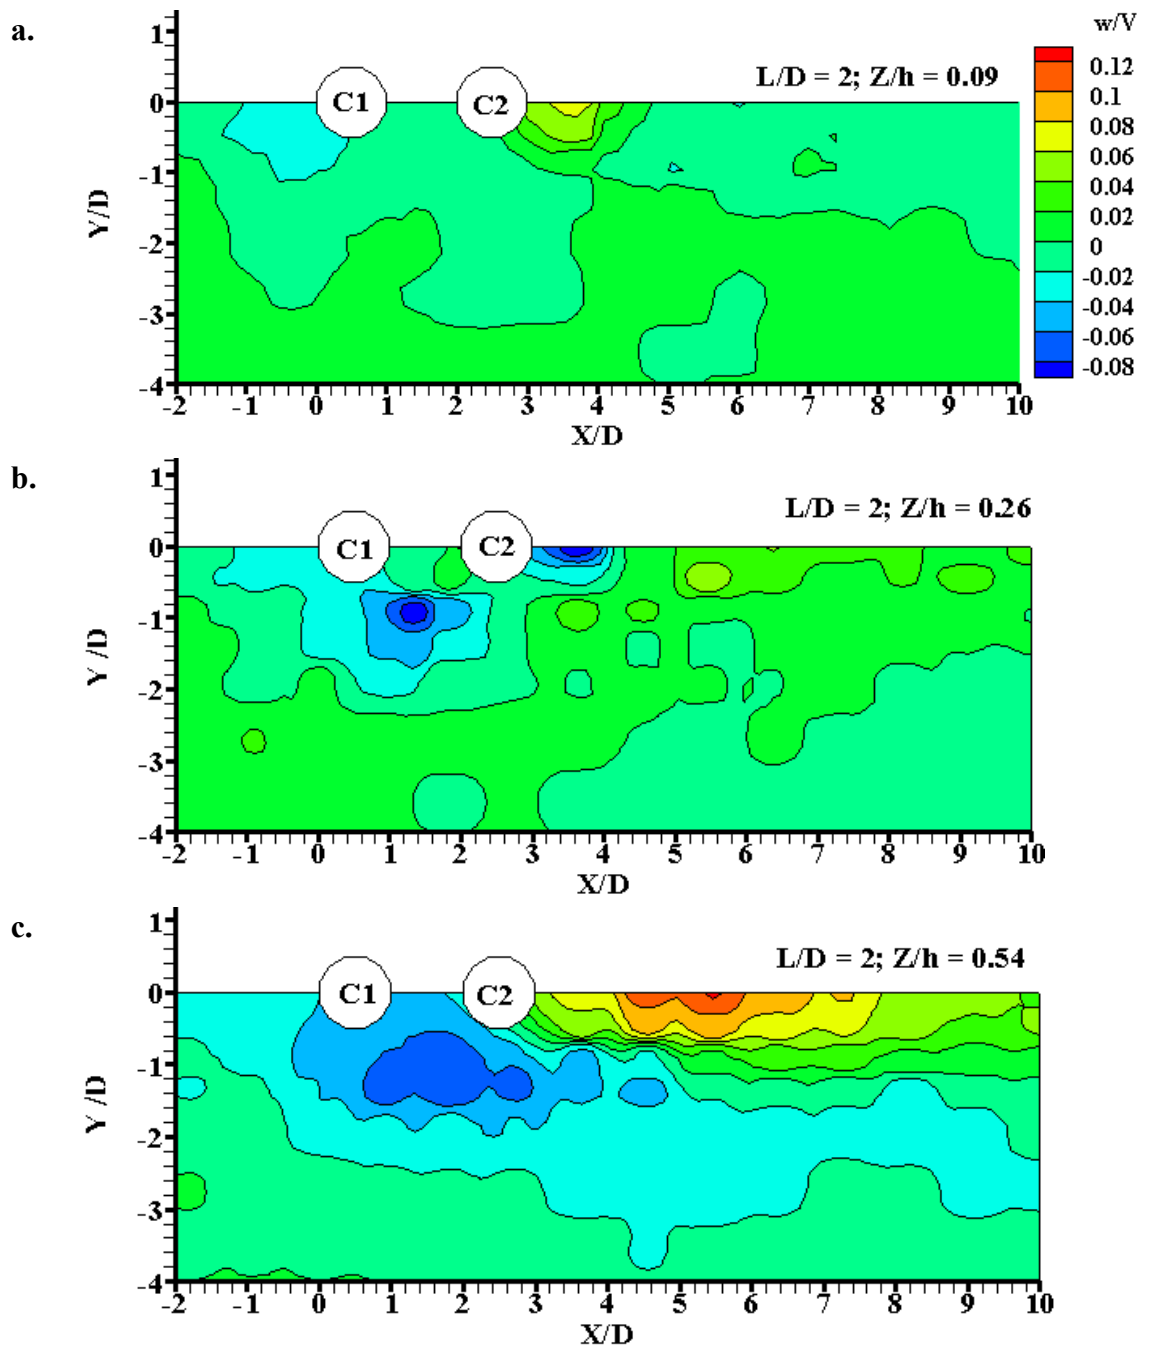 a.
w/V
1
C1
C2
L/D = 2; Z/h = 0.09
0.12
0.1
0.08
0.06
0.04
0.02
0
-0.02
-0.04
-0.06
-0.08
0
-1
-2
-3
-4
Y/D
-2 -1 0 1 2 3 4 5 6 7 8 9 10
X/D
b.
1
L/D = 2; Z/h = 0.26
C1
C2
0
-1
-2
-3
-4
Y /D
-2 -1 0 1 2 3 4 5 6 7 8 9 10
X/D
c.
1
L/D = 2; Z/h = 0.54
C1
C2
0
-1
-2
-3
-4
Y /D
-2 -1 0 1 2 3 4 5 6 7 8 9 10
X/D